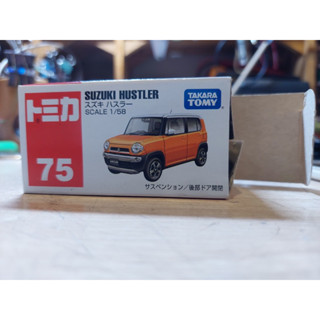 トミカ
75
SUZUKI HUSTLER
スズキ ハスラー
SCALE 1/58
TAKARA
TOMY
サスペンション/後部ドア開閉